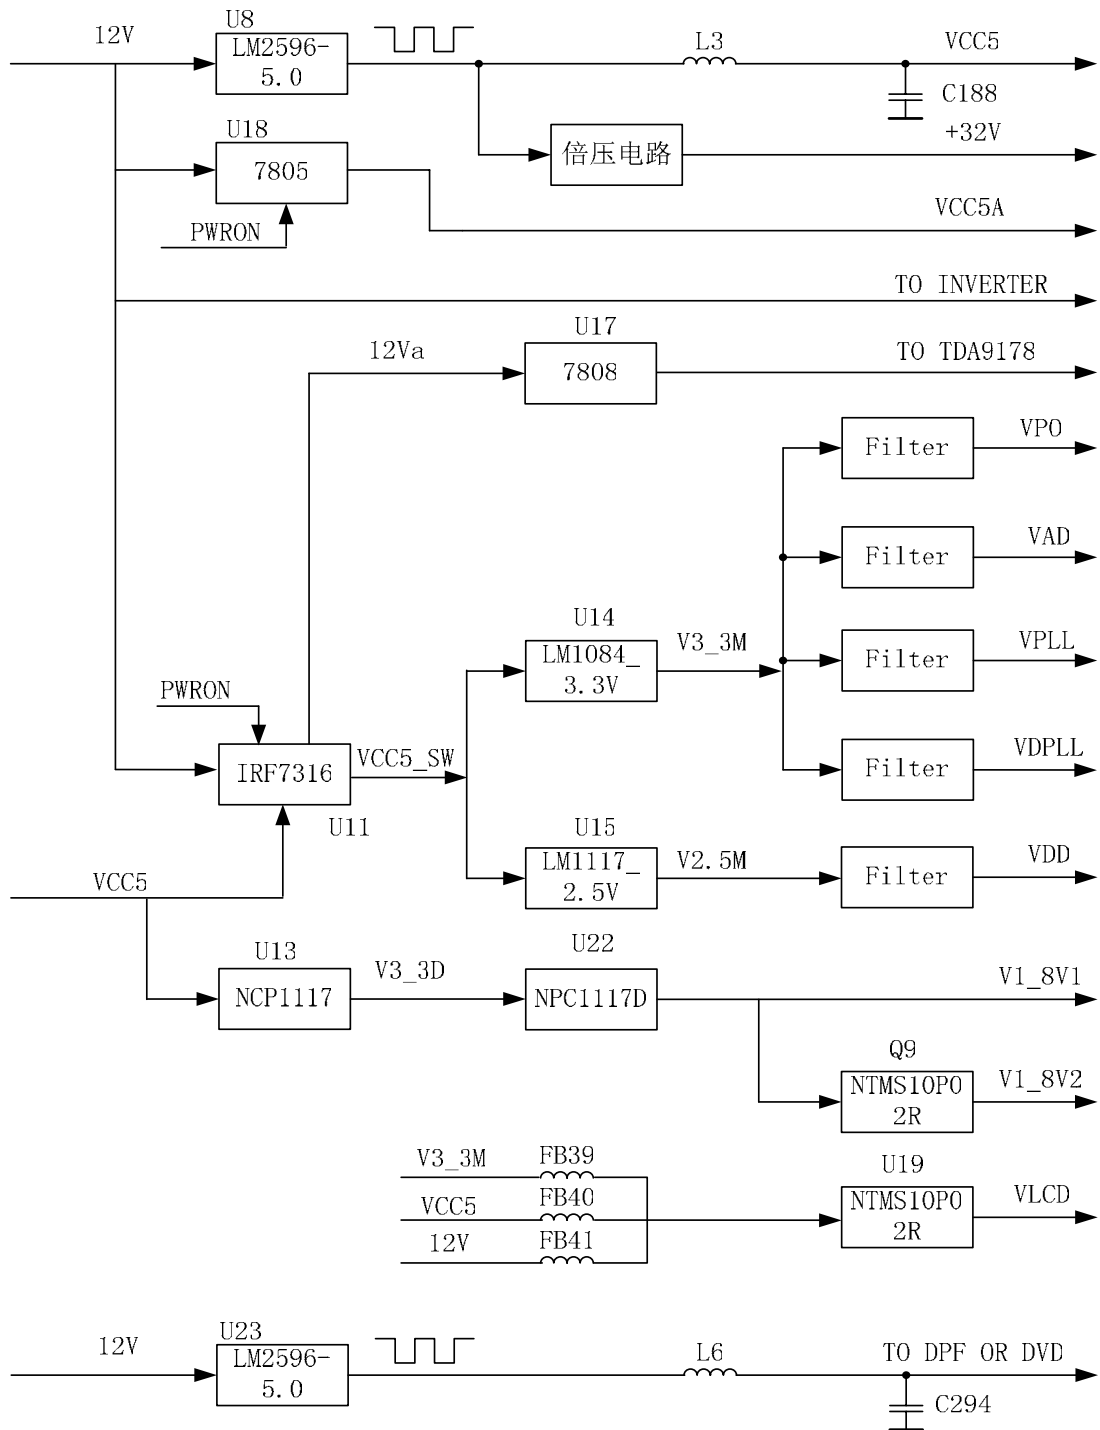 12V
U8
LM2596-
5.0
L3
VCC5
C188
U18
7805
倍压电路
+32V
PWRON
VCC5A
TO INVERTER
U17
12Va
7808
TO TDA9178
Filter
VPO
Filter
VAD
U14
LM1084_
3.3V
V3_3M
Filter
VPLL
PWRON
IRF7316
U11
VCC5_SW
Filter
VDPLL
U15
LM1117_
2.5V
V2.5M
Filter
VDD
VCC5
U13
NCP1117
V3_3D
U22
NPC1117D
V1_8V1
Q9
NTMS10P0
2R
V1_8V2
V3_3M
FB39
VCC5
FB40
12V
FB41
U19
NTMS10P0
2R
VLCD
12V
U23
LM2596-
5.0
L6
TO DPF OR DVD
C294